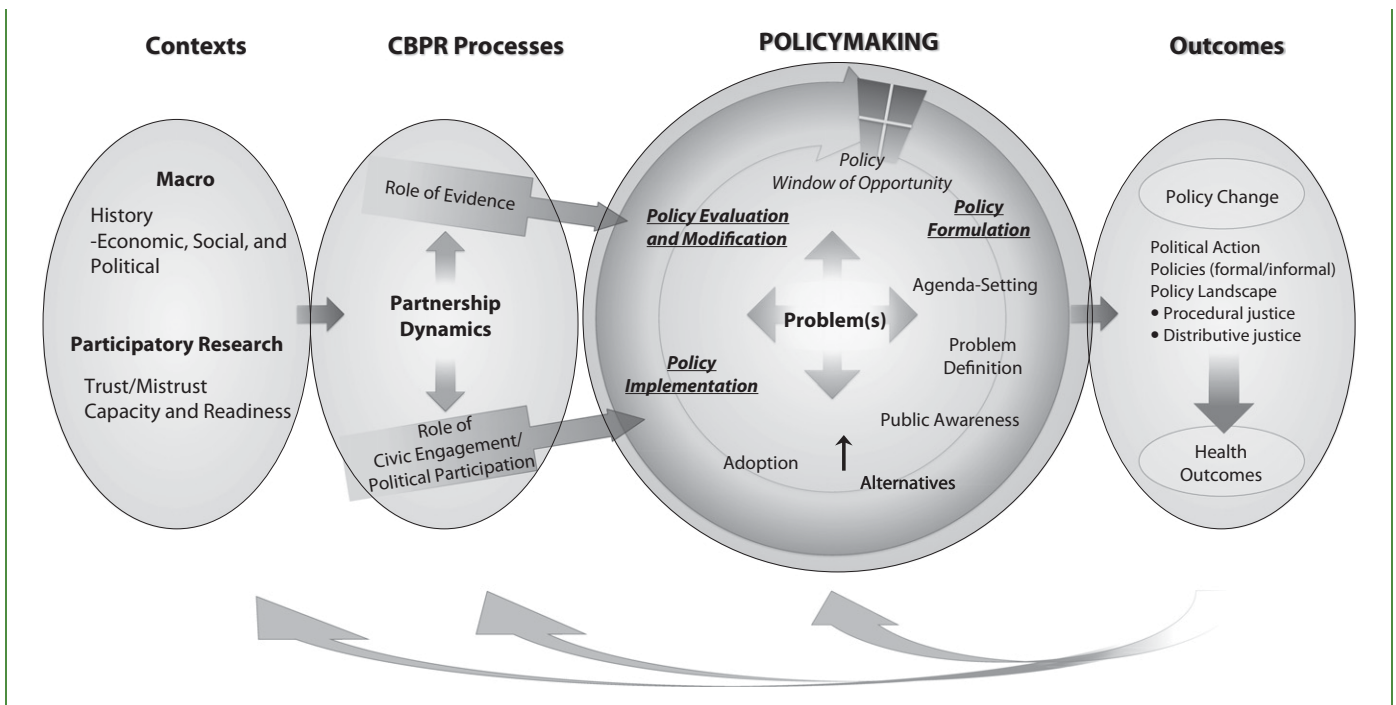 Contexts
CBPR Processes
POLICYMAKING
Outcomes
Macro
History
-Economic, Social, and
Political
Participatory Research
Trust/Mistrust
Capacity and Readiness
Role of Evidence
Partnership
Dynamics
Role of
Civic Engagement/
Political Participation
Policy
Window of Opportunity
Policy Evaluation
and Modification
Policy
Formulation
Agenda-Setting
Problem(s)
Problem
Definition
Policy
Implementation
Public Awareness
Adoption
Alternatives
Policy Change
Political Action
Policies (formal/informal)
Policy Landscape
• Procedural justice
• Distributive justice
Health
Outcomes